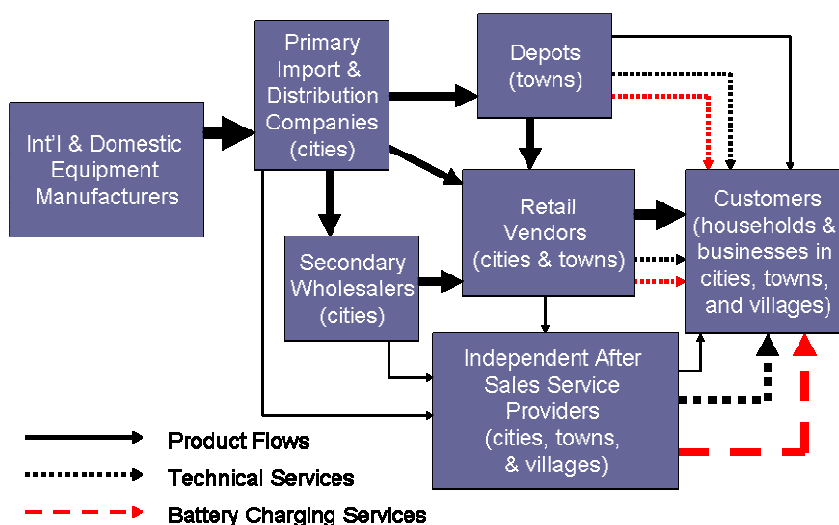 Int'l & Domestic
Equipment
Manufacturers
Primary
Import &
Distribution
Companies
(cities)
Depots
(towns)
Secondary
Wholesalers
(cities)
Retail
Vendors
(cities & towns)
Customers
(households &
businesses in
cities, towns,
and villages)
Independent After
Sales Service
Providers
(cities, towns,
& villages)
Product Flows
Technical Services
Battery Charging Services